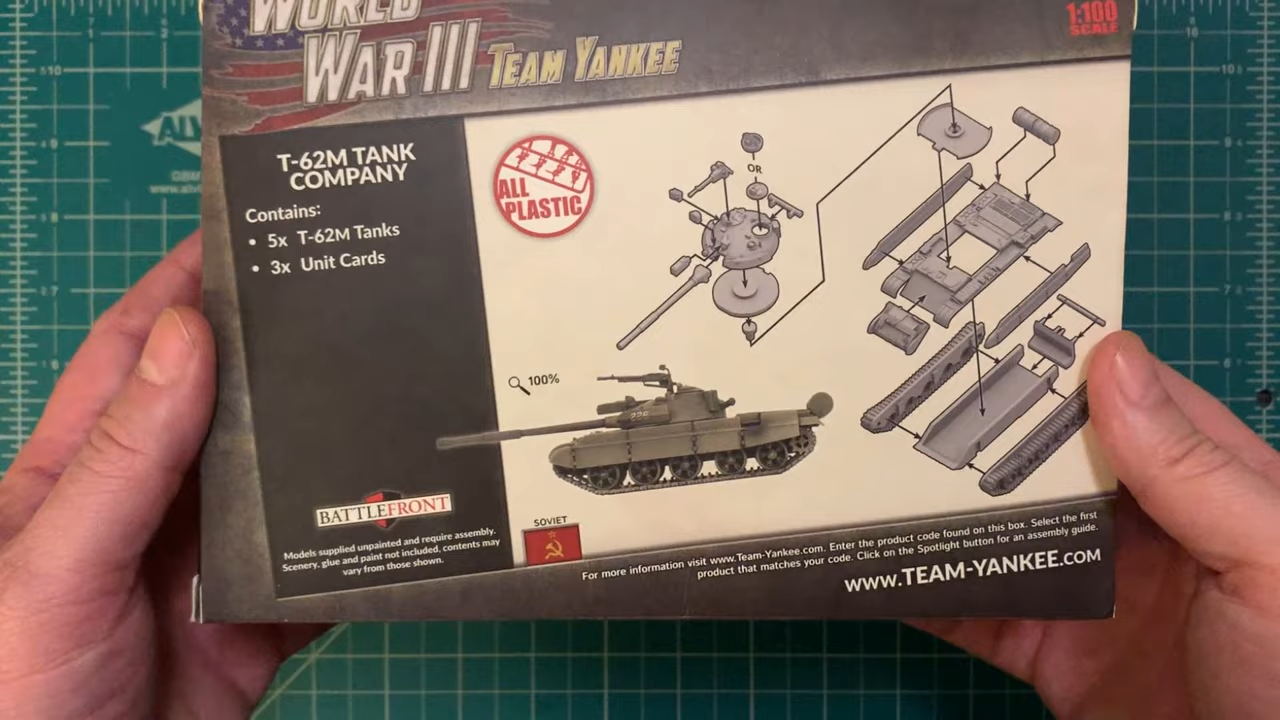 WORLD
WAR III TEAM YANKEE
1:100
SCALE
T-62M TANK
COMPANY
Contains:
• 5x T-62M Tanks
• 3x Unit Cards
ALL
PLASTIC
OR
100%
BATTLEFRONT
Models supplied unpainted and require assembly.
Scenery, glue and paint not included, contents may
vary from those shown.
SOVIET
For more information visit www.Team-Yankee.com. Enter the product code found on this box. Select the first
product that matches your code. Click on the Spotlight button for an assembly guide.
WWW.TEAM-YANKEE.COM